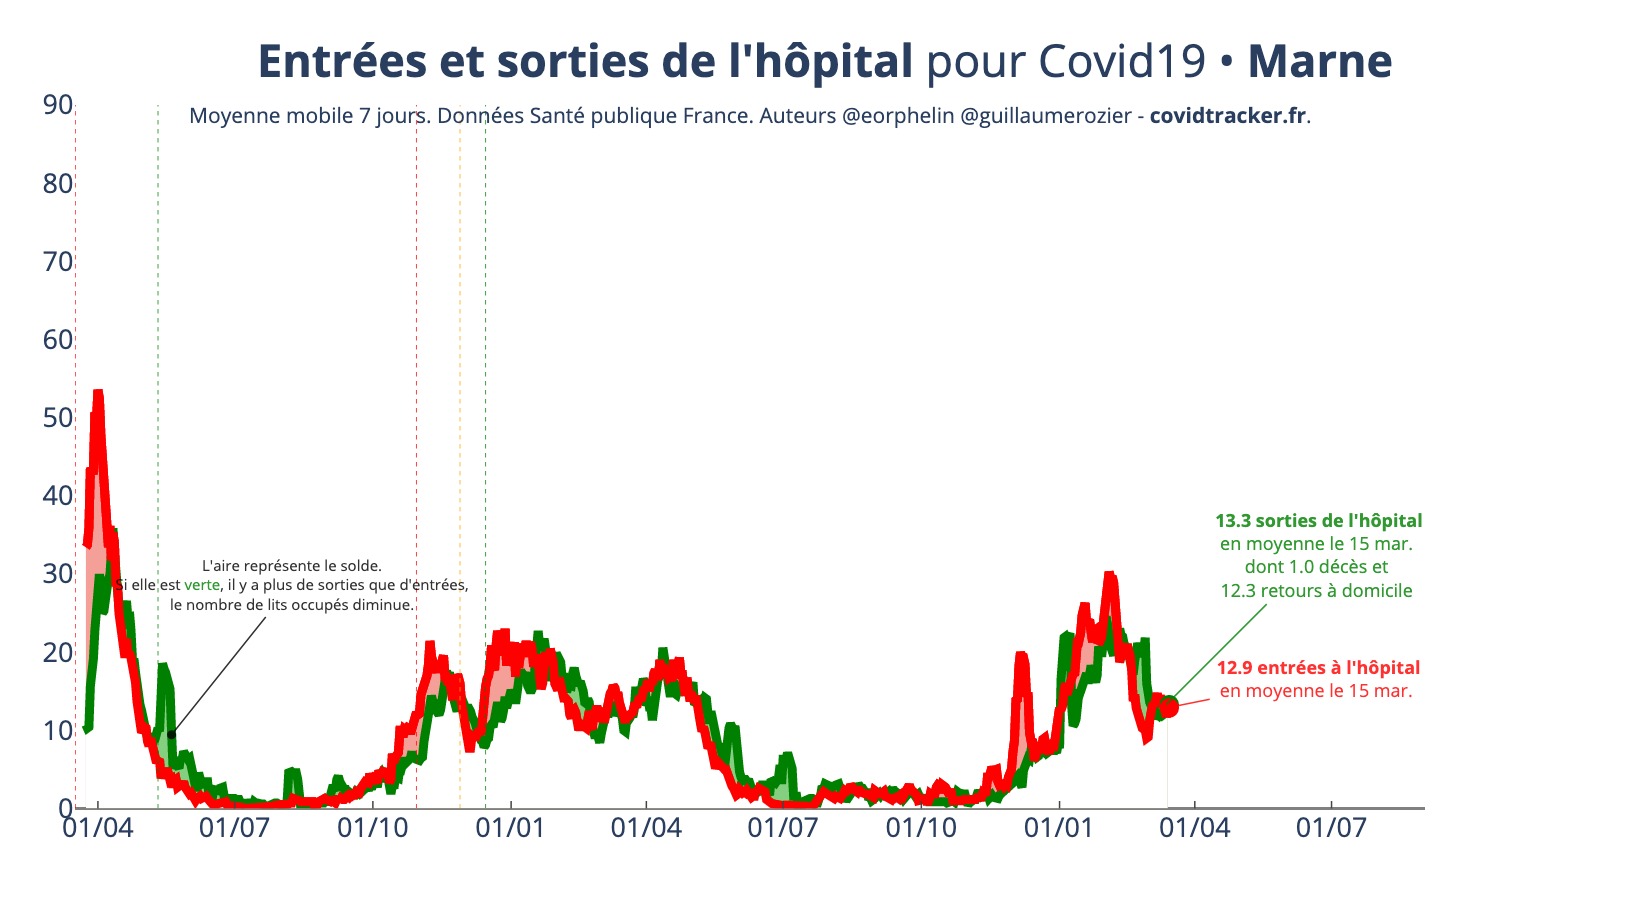 Entrées et sorties de l'hôpital pour Covid19 • Marne
Moyenne mobile 7 jours. Données Santé publique France. Auteurs @eorphelin @guillaumerozier - covidtracker.fr.
90
80
70
60
50
40
30
20
10
0
L'aire représente le solde.
Si elle est verte, il y a plus de sorties que d'entrées,
le nombre de lits occupés diminue.
13.3 sorties de l'hôpital
en moyenne le 15 mar.
dont 1.0 décès et
12.3 retours à domicile
12.9 entrées à l'hôpital
en moyenne le 15 mar.
01/04 01/07 01/10 01/01 01/04 01/07 01/10 01/01 01/04 01/07